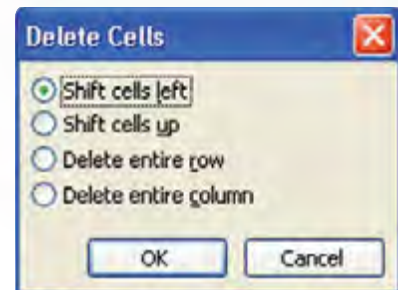 Delete Cells
Shift cells left
Shift cells up
Delete entire row
Delete entire column
OK Cancel